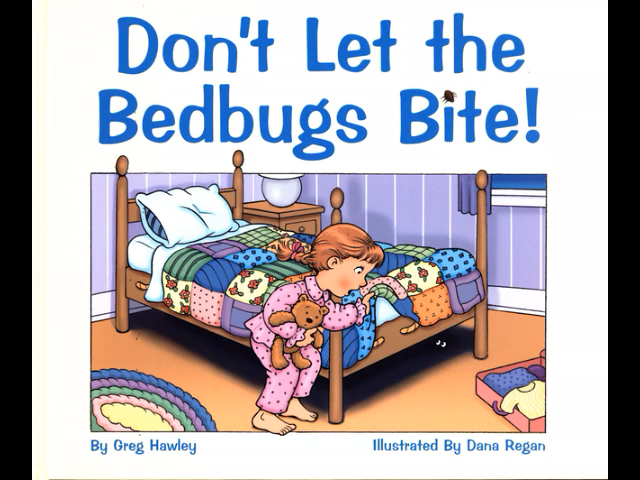 Don't Let the
Bedbugs Bite!
By Greg Hawley
Illustrated By Dana Regan